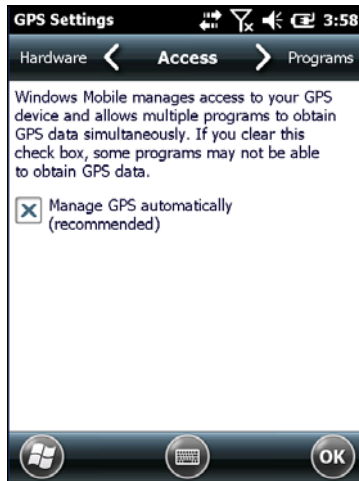 GPS Settings 3:58
Hardware Access Programs
Windows Mobile manages access to your GPS
device and allows multiple programs to obtain
GPS data simultaneously. If you clear this
check box, some programs may not be able
to obtain GPS data.
Manage GPS automatically
(recommended)
OK